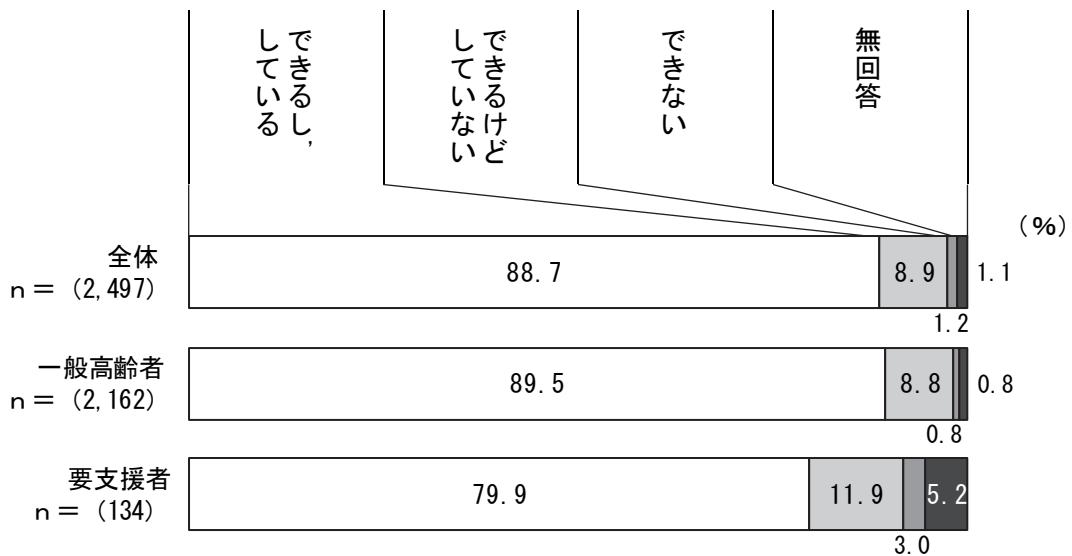 できるし，
している
できるけど
していない
できない
無回答
（%）
全体
ｎ＝（2,497）
88.7
8.9
1.1
1.2
一般高齢者
ｎ＝（2,162）
89.5
8.8
0.8
0.8
要支援者
ｎ＝（134）
79.9
11.9
5.2
3.0